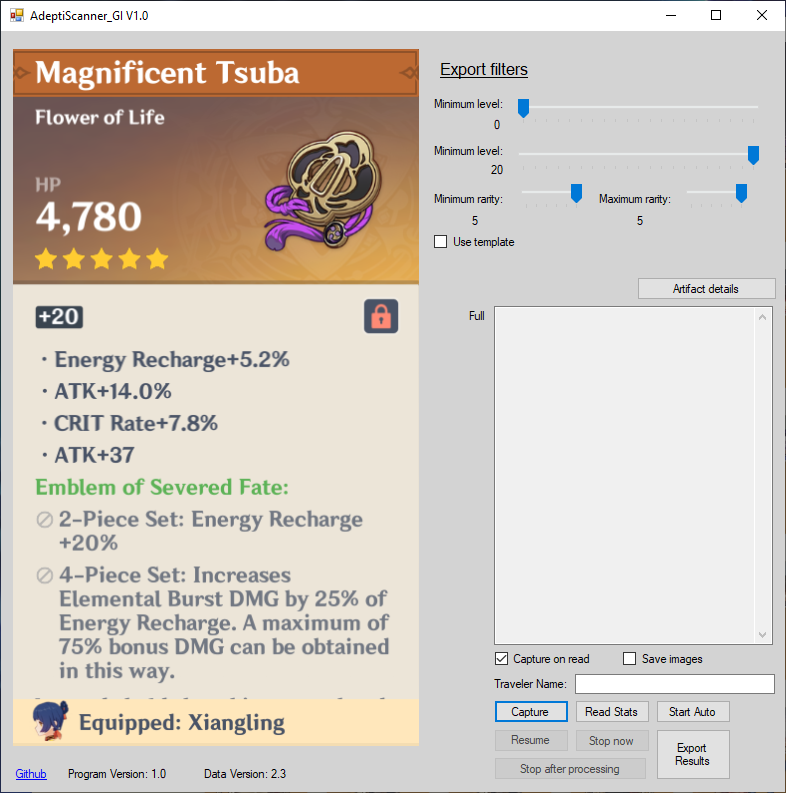 AdeptiScanner_GI V1.0
Magnificent Tsuba
Flower of Life
HP
4,780
+20
· Energy Recharge+5.2%
· ATK+14.0%
· CRIT Rate+7.8%
· ATK+37
Emblem of Severed Fate:
2-Piece Set: Energy Recharge
+20%
4-Piece Set: Increases
Elemental Burst DMG by 25% of
Energy Recharge. A maximum of
75% bonus DMG can be obtained
in this way.
Equipped: Xiangling
Github
Program Version: 1.0
Data Version: 2.3
Export filters
Minimum level:
0
Minimum level:
20
Minimum rarity:
5
Maximum rarity:
5
Use template
Artifact details
Full
Capture on read
Save images
Traveler Name:
Capture
Read Stats
Start Auto
Resume
Stop now
Export
Results
Stop after processing